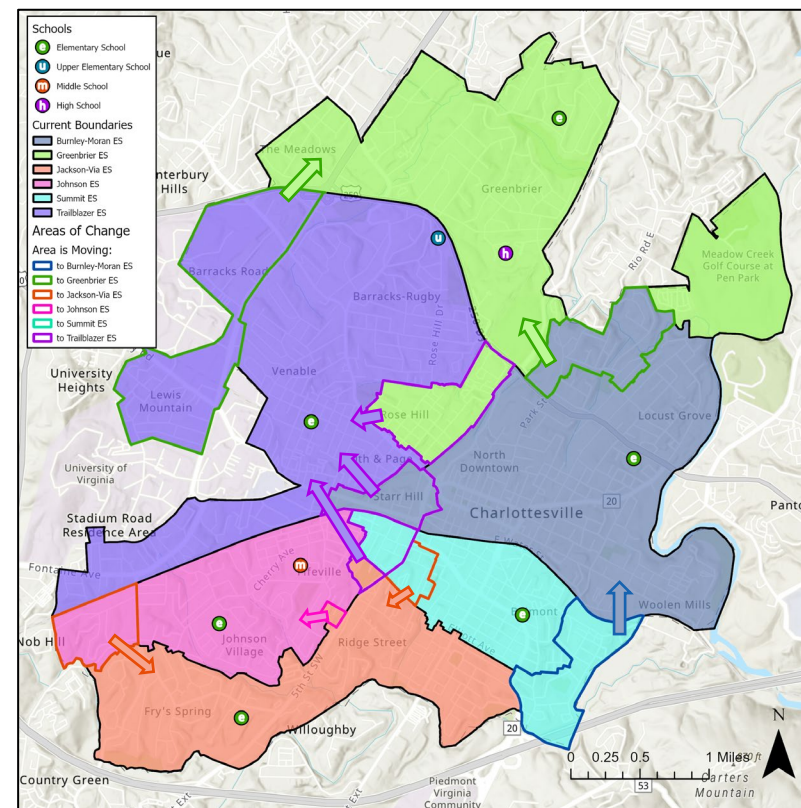 Schools
e Elementary School
u Upper Elementary School
m Middle School
h High School
Current Boundaries
Burnley-Moran ES
Greenbrier ES
Jackson-Via ES
Johnson ES
Summit ES
Trailblazer ES
Areas of Change
Area is Moving:
to Burnley-Moran ES
to Greenbrier ES
to Jackson-Via ES
to Johnson ES
to Summit ES
to Trailblazer ES
The Meadows
Greenbrier
Hills
e
u
h
Rio Rd E
Meadow Creek
Golf Course at
Pen Park
Barracks Road
Barracks-Rugby
Rose Hill Dr
University
Heights
Lewis
Mountain
Venable
e
Rose Hill
Park St
Locust Grove
North
Downtown
e
University of
Virginia
Starr Hill
20
Charlottesville
Stadium Road
Residence Area
Fontaine Ave
Cherry Ave
m
Nob Hill
e
Johnson
Village
Ridge Street
e
Woolen Mills
5th St SW
Fry's Spring
e
Willoughby
20
Country Green
Piedmont
Virginia
Community
N
0 0.25 0.5 1 Miles
53
Carters
Mountain